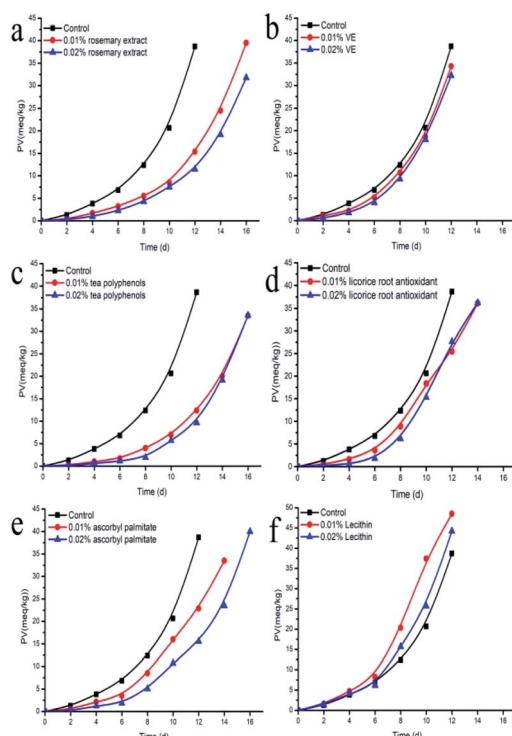 a
Control
0.01% rosemary extract
0.02% rosemary extract
PV(meq/kg)
40
35
30
25
20
15
10
5
0
0 2 4 6 8 10 12 14 16
Time (d)
b
Control
0.01% VE
0.02% VE
PV(meq/kg)
40
35
30
25
20
15
10
5
0
0 2 4 6 8 10 12 14 16
Time (d)
c
Control
0.01% tea polyphenols
0.02% tea polyphenols
PV(meq/kg))
45
40
35
30
25
20
15
10
5
0
0 2 4 6 8 10 12 14 16
Time (d)
d
Control
0.01% licorice root antioxidant
0.02% licorice root antioxidant
PV(meq/kg))
45
40
35
30
25
20
15
10
5
0
0 2 4 6 8 10 12 14 16
Time (d)
e
Control
0.01% ascorbyl palmitate
0.02% ascorbyl palmitate
PV(meq/kg))
45
40
35
30
25
20
15
10
5
0
0 2 4 6 8 10 12 14 16
Time (d)
f
Control
0.01% Lecithin
0.02% Lecithin
PV(meq/kg))
50
45
40
35
30
25
20
15
10
5
0
0 2 4 6 8 10 12 14 16
Time (d)